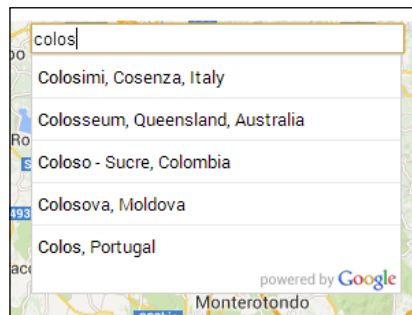 colos
Colosimi, Cosenza, Italy
Colosseum, Queensland, Australia
Coloso - Sucre, Colombia
Colosova, Moldova
Colos, Portugal
powered by Google
Monterotondo